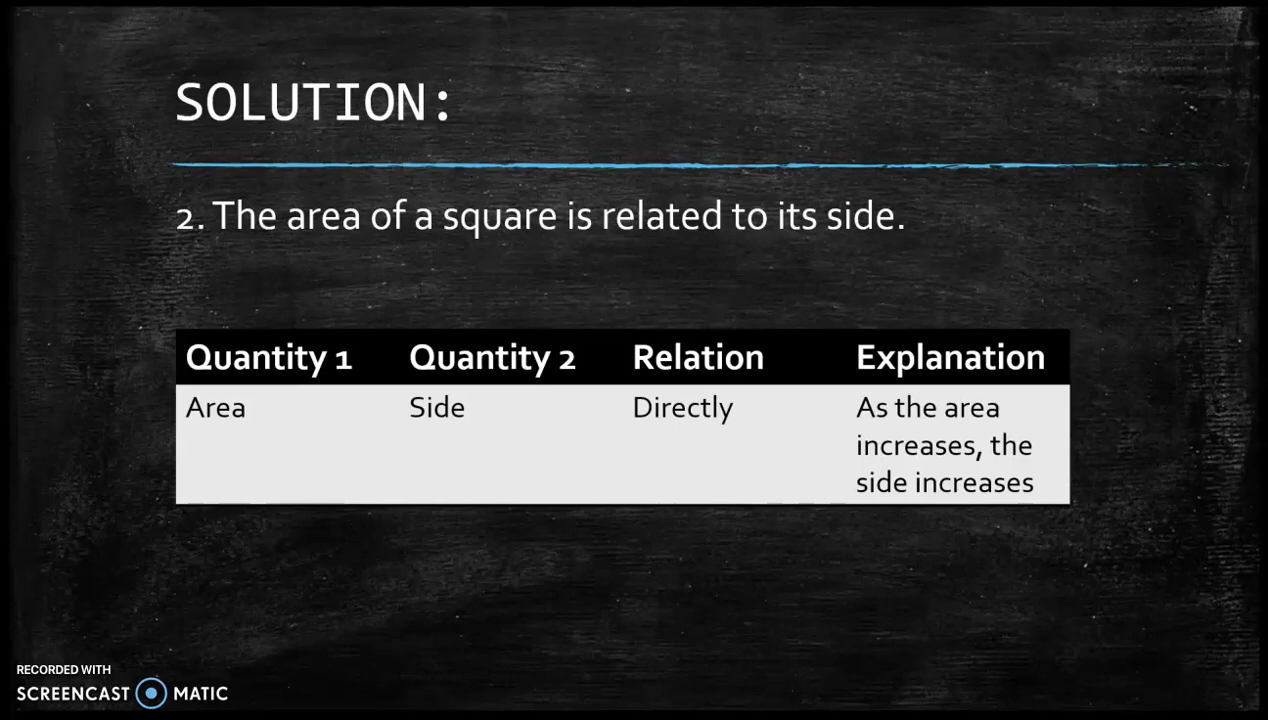 SOLUTION:
2. The area of a square is related to its side.
Quantity 1 Quantity 2 Relation Explanation
Area Side Directly As the area
increases, the
side increases
RECORDED WITH
SCREENCAST MATIC